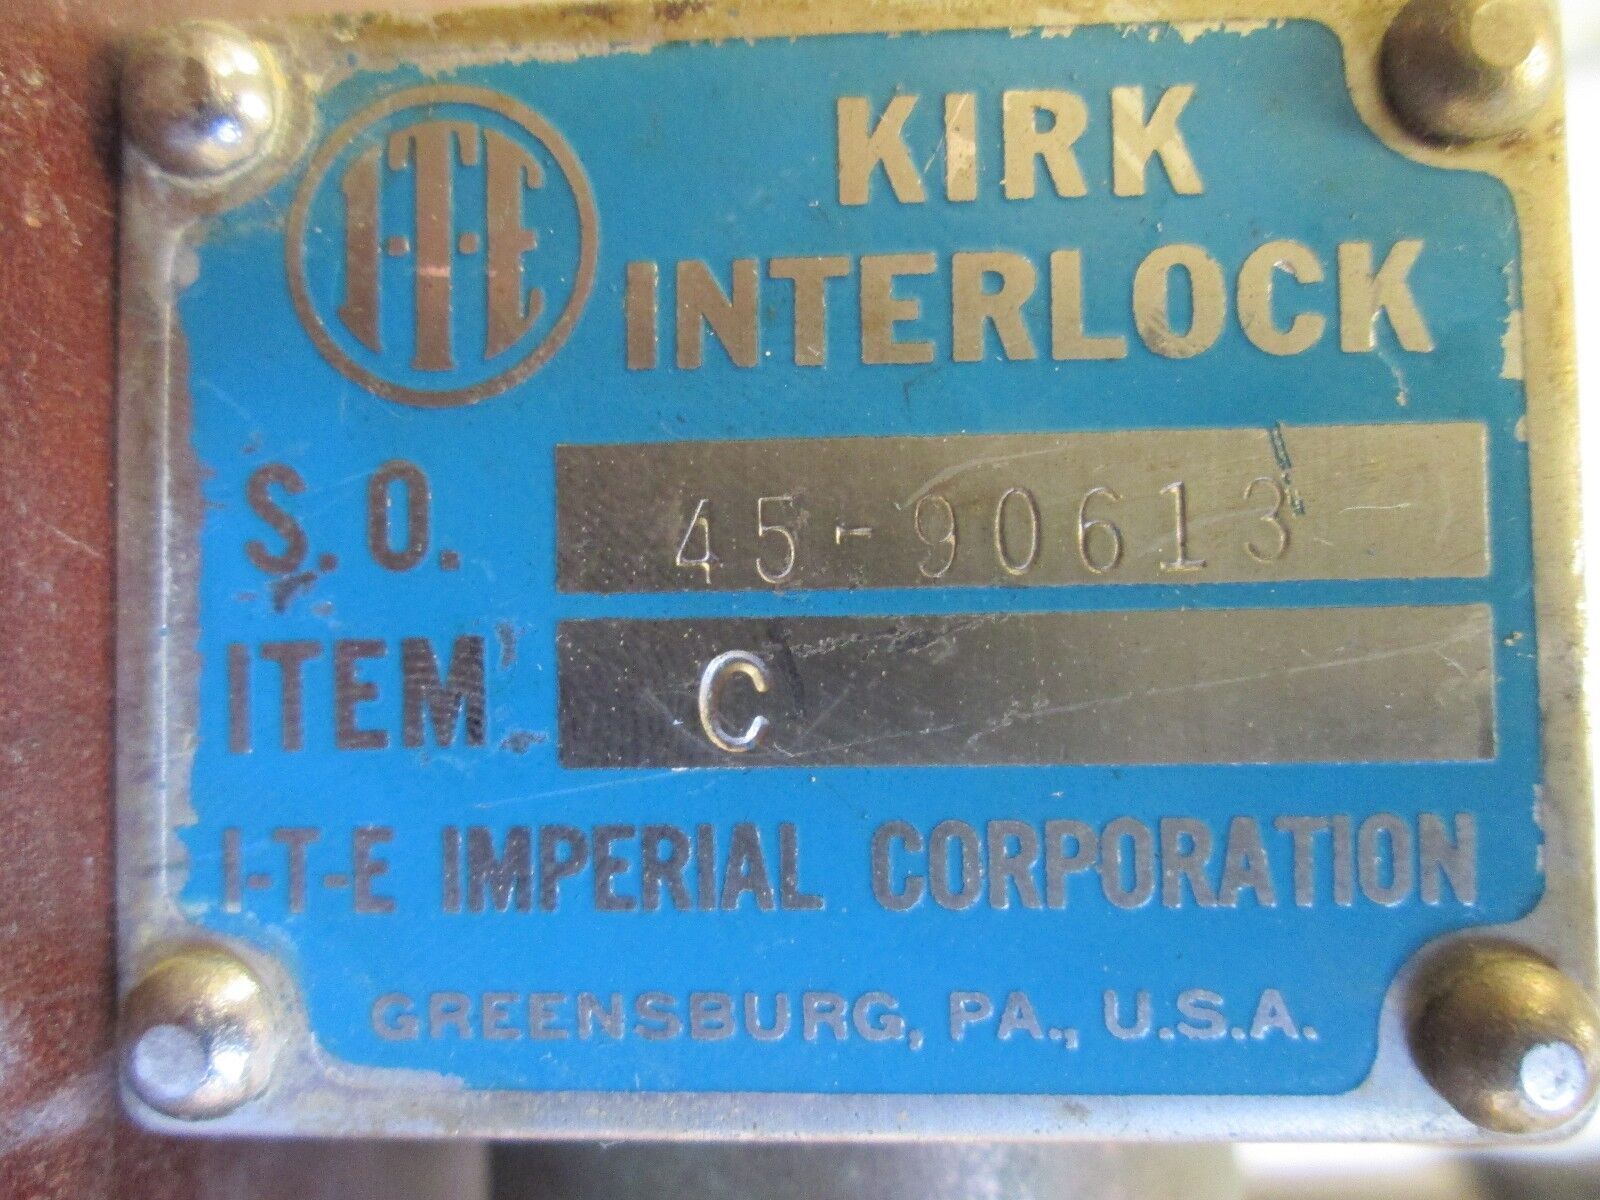 I-T-E
KIRK
INTERLOCK
S.O. 45-90613
ITEM C
I-T-E IMPERIAL CORPORATION
GREENSBURG, PA., U.S.A.